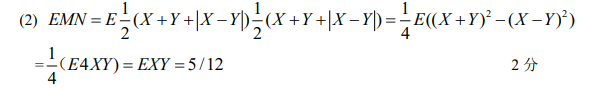 (2) EMN = E\frac{1}{2}(X+Y+|X-Y|)\frac{1}{2}(X+Y+|X-Y|) = \frac{1}{4}E((X+Y)^2-(X-Y)^2)
=\frac{1}{4}(E4XY) = EXY = 5/12 2 分